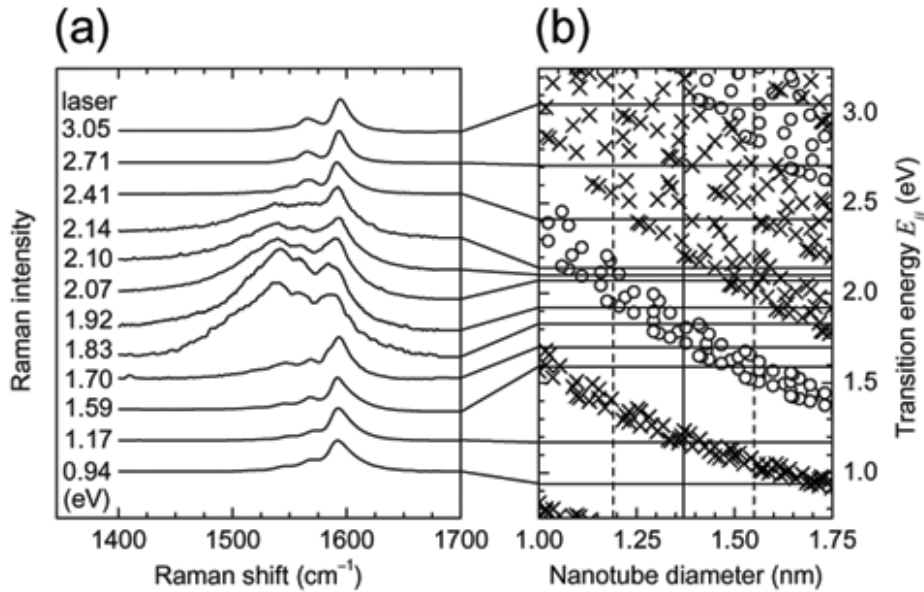 (a)
(b)
laser
3.05
2.71
2.41
2.14
2.10
2.07
1.92
1.83
1.70
1.59
1.17
0.94
(eV)
Raman intensity
1400 1500 1600 1700
Raman shift (cm⁻¹)
3.0
2.5
2.0
1.5
1.0
Transition energy Eᵢᵢ (eV)
1.00 1.25 1.50 1.75
Nanotube diameter (nm)